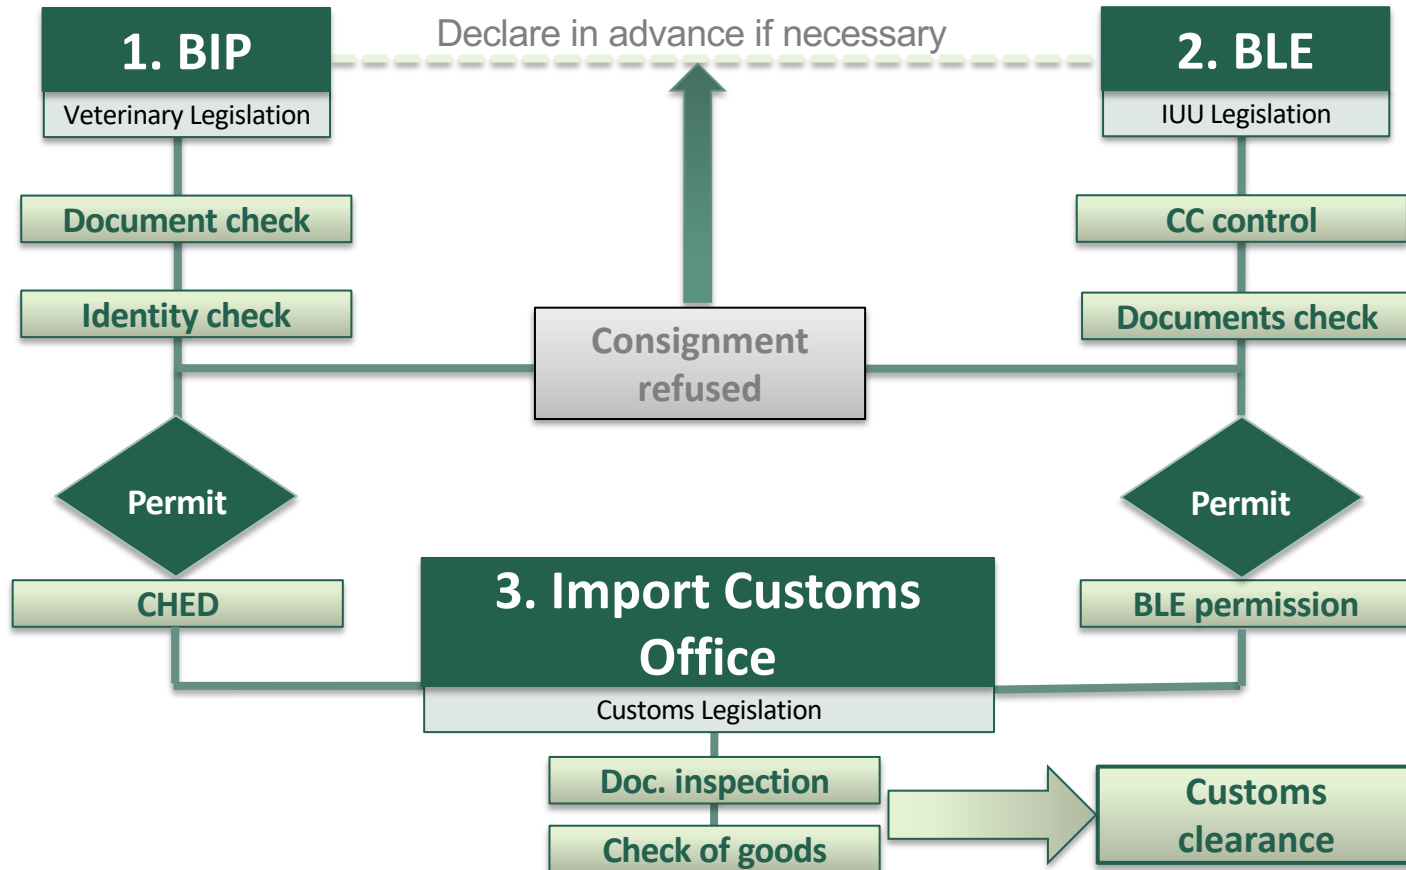 1. BIP
Veterinary Legislation
Declare in advance if necessary
2. BLE
IUU Legislation
Document check
Identity check
CC control
Documents check
Consignment
refused
Permit
CHED
Permit
BLE permission
3. Import Customs
Office
Customs Legislation
Doc. inspection
Check of goods
Customs
clearance